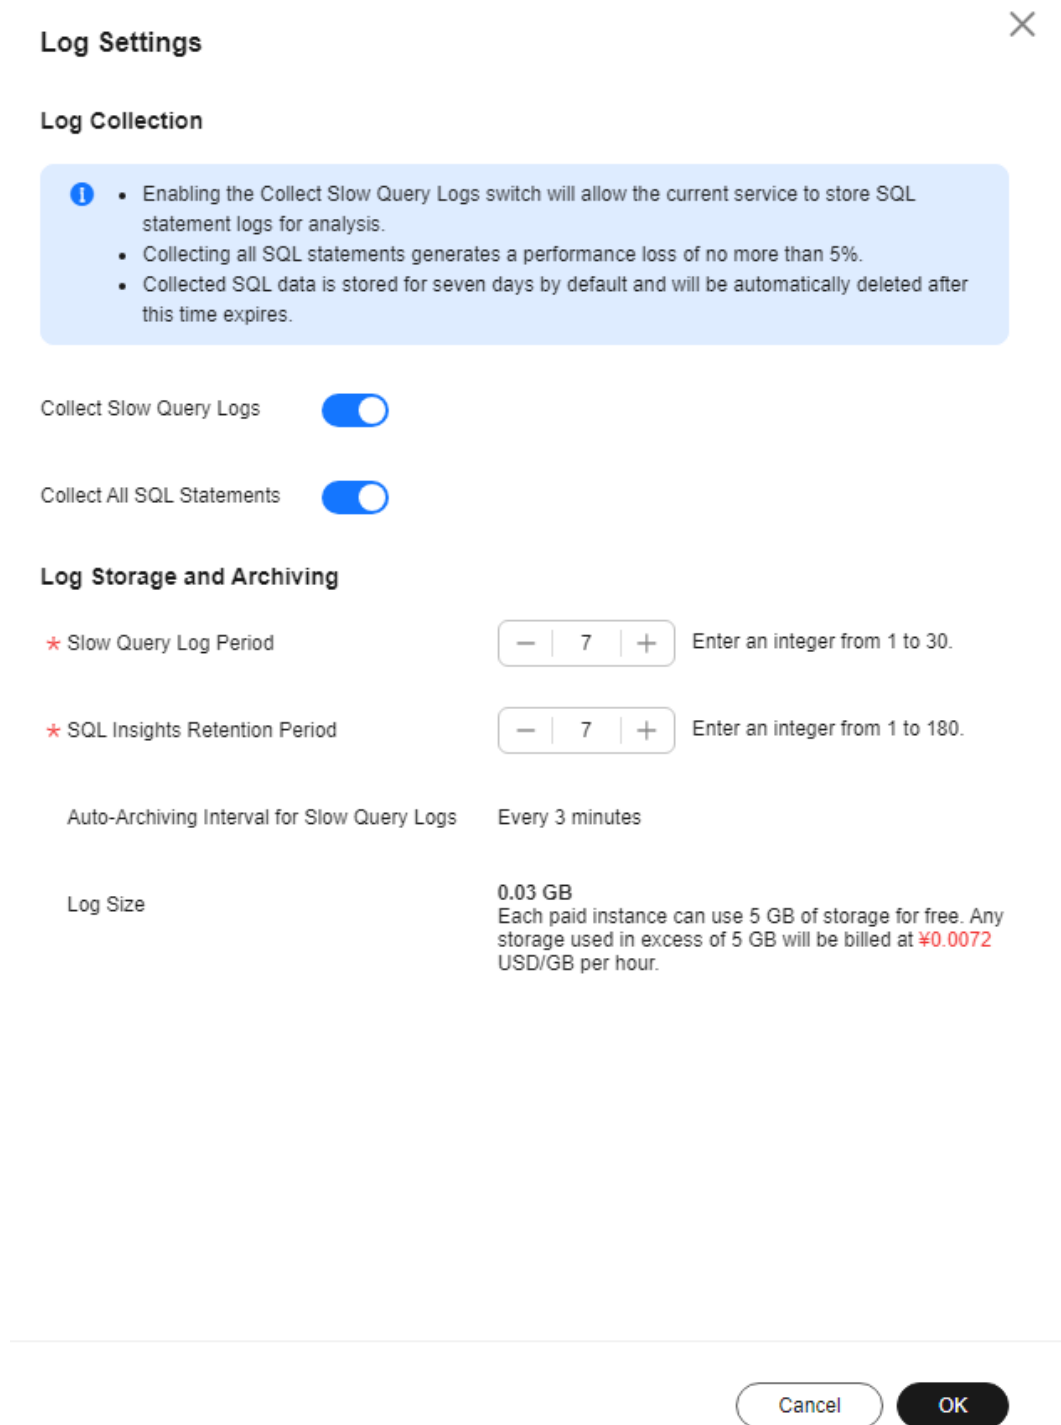 Log Settings
Log Collection
• Enabling the Collect Slow Query Logs switch will allow the current service to store SQL
statement logs for analysis.
• Collecting all SQL statements generates a performance loss of no more than 5%.
• Collected SQL data is stored for seven days by default and will be automatically deleted after
this time expires.
Collect Slow Query Logs
Collect All SQL Statements
Log Storage and Archiving
* Slow Query Log Period − 7 + Enter an integer from 1 to 30.
* SQL Insights Retention Period − 7 + Enter an integer from 1 to 180.
Auto-Archiving Interval for Slow Query Logs Every 3 minutes
Log Size
0.03 GB
Each paid instance can use 5 GB of storage for free. Any
storage used in excess of 5 GB will be billed at ¥0.0072
USD/GB per hour.
Cancel OK